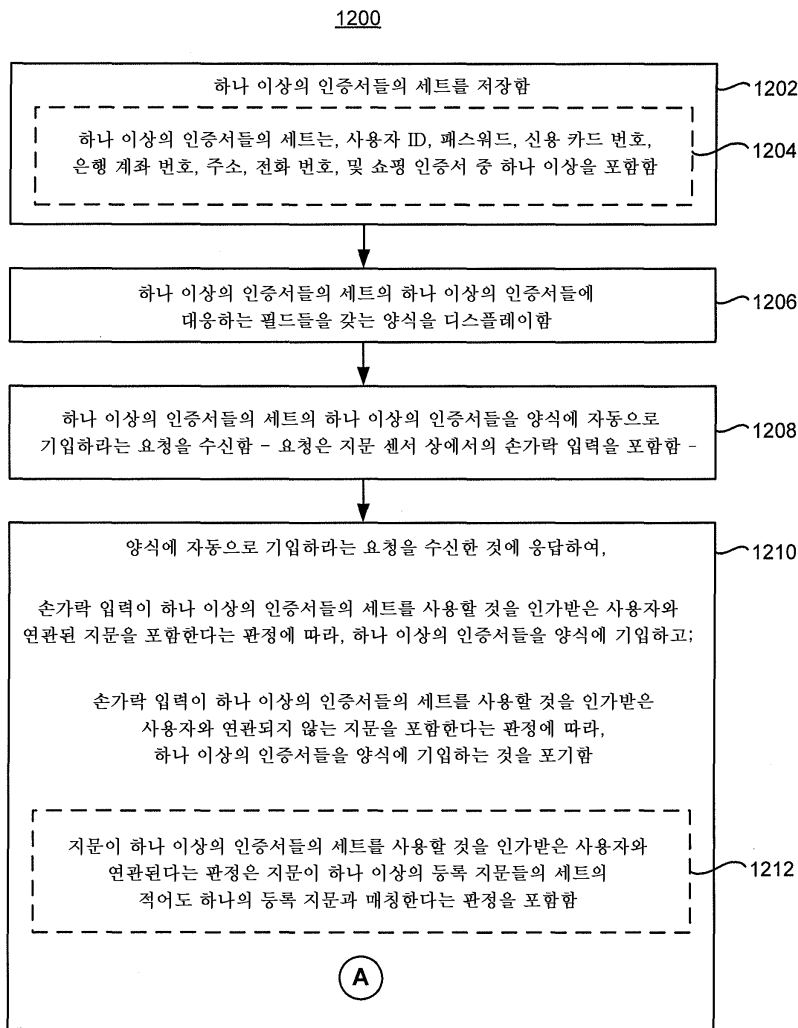 1200
하나 이상의 인증서들의 세트를 저장함
1202
하나 이상의 인증서들의 세트는, 사용자 ID, 패스워드, 신용 카드 번호,
은행 계좌 번호, 주소, 전화 번호, 및 쇼핑 인증서 중 하나 이상을 포함함
1204
하나 이상의 인증서들의 세트의 하나 이상의 인증서들에
대응하는 필드들을 갖는 양식을 디스플레이함
1206
하나 이상의 인증서들의 세트의 하나 이상의 인증서들을 양식에 자동으로
기입하라는 요청을 수신함 – 요청은 지문 센서 상에서의 손가락 입력을 포함함 –
1208
양식에 자동으로 기입하라는 요청을 수신한 것에 응답하여,
1210
손가락 입력이 하나 이상의 인증서들의 세트를 사용할 것을 인가받은 사용자와
연관된 지문을 포함한다는 판정에 따라, 하나 이상의 인증서들을 양식에 기입하고;
손가락 입력이 하나 이상의 인증서들의 세트를 사용할 것을 인가받은
사용자와 연관되지 않는 지문을 포함한다는 판정에 따라,
하나 이상의 인증서들을 양식에 기입하는 것을 포기함
지문이 하나 이상의 인증서들의 세트를 사용할 것을 인가받은 사용자와
연관된다는 판정은 지문이 하나 이상의 등록 지문들의 세트의
적어도 하나의 등록 지문과 매칭한다는 판정을 포함함
1212
A